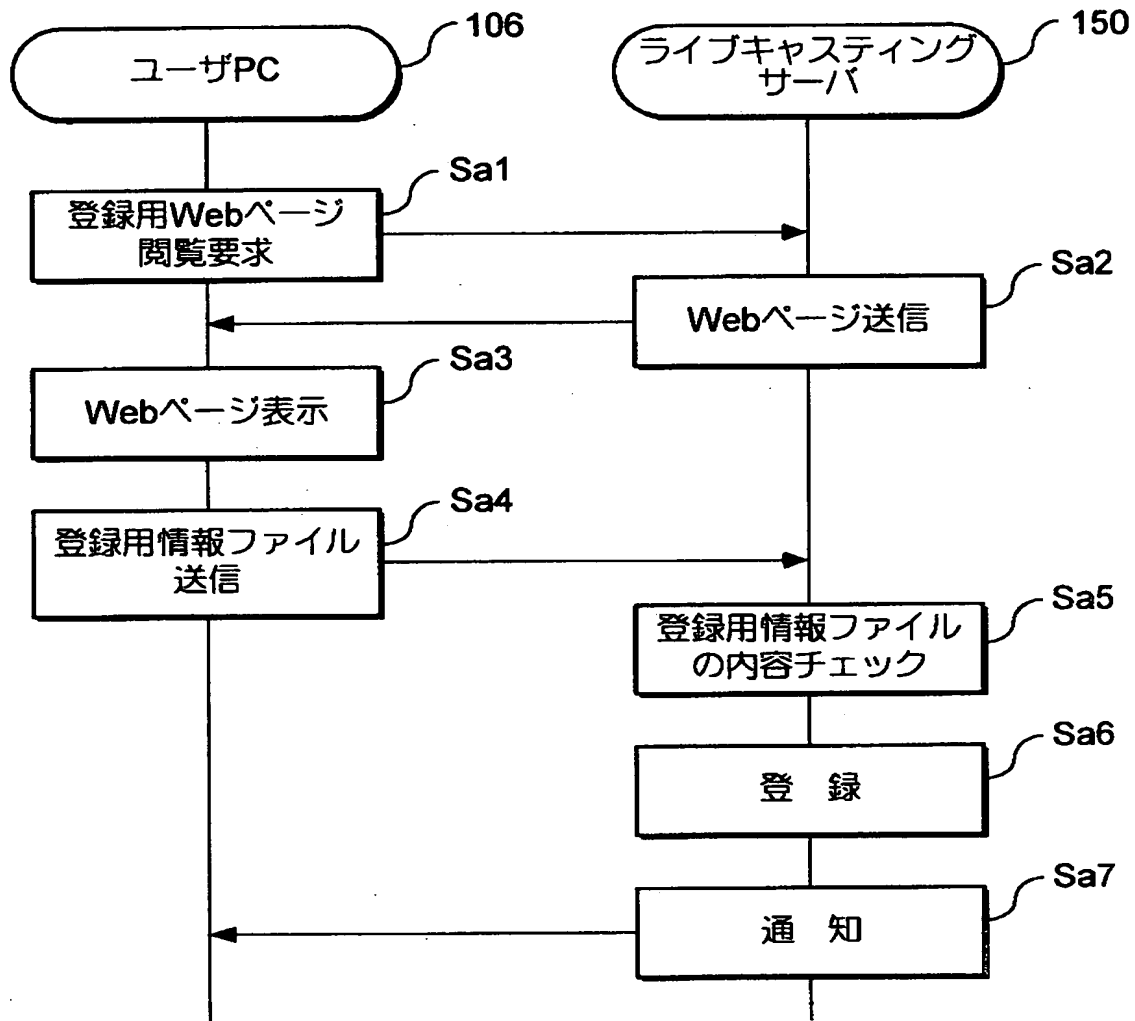 106
ユーザPC
150
ライブキャスティング
サーバ
Sa1
登録用Webページ
閲覧要求
Sa2
Webページ送信
Sa3
Webページ表示
Sa4
登録用情報ファイル
送信
Sa5
登録用情報ファイル
の内容チェック
Sa6
登 録
Sa7
通 知